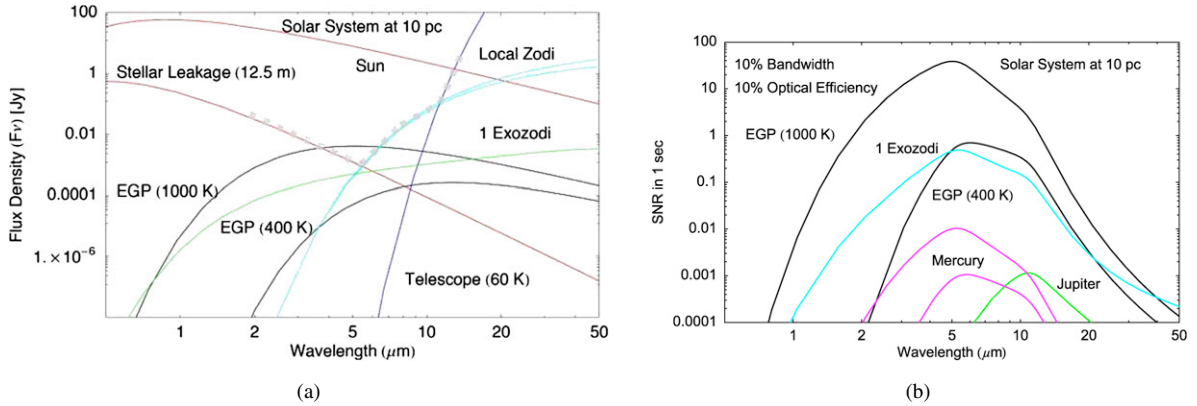 100
1
0.01
0.0001
1. × 10⁻⁶
Flux Density (Fν) [Jy]
Solar System at 10 pc
Sun
Local Zodi
Stellar Leakage (12.5 m)
1 Exozodi
EGP (1000 K)
EGP (400 K)
Telescope (60 K)
1 2 5 10 20 50
Wavelength (μm)
(a)
100
10
1
0.1
0.01
0.001
0.0001
SNR in 1 sec
10% Bandwidth
Solar System at 10 pc
10% Optical Efficiency
EGP (1000 K)
1 Exozodi
EGP (400 K)
Mercury
Jupiter
1 2 5 10 20 50
Wavelength (μm)
(b)